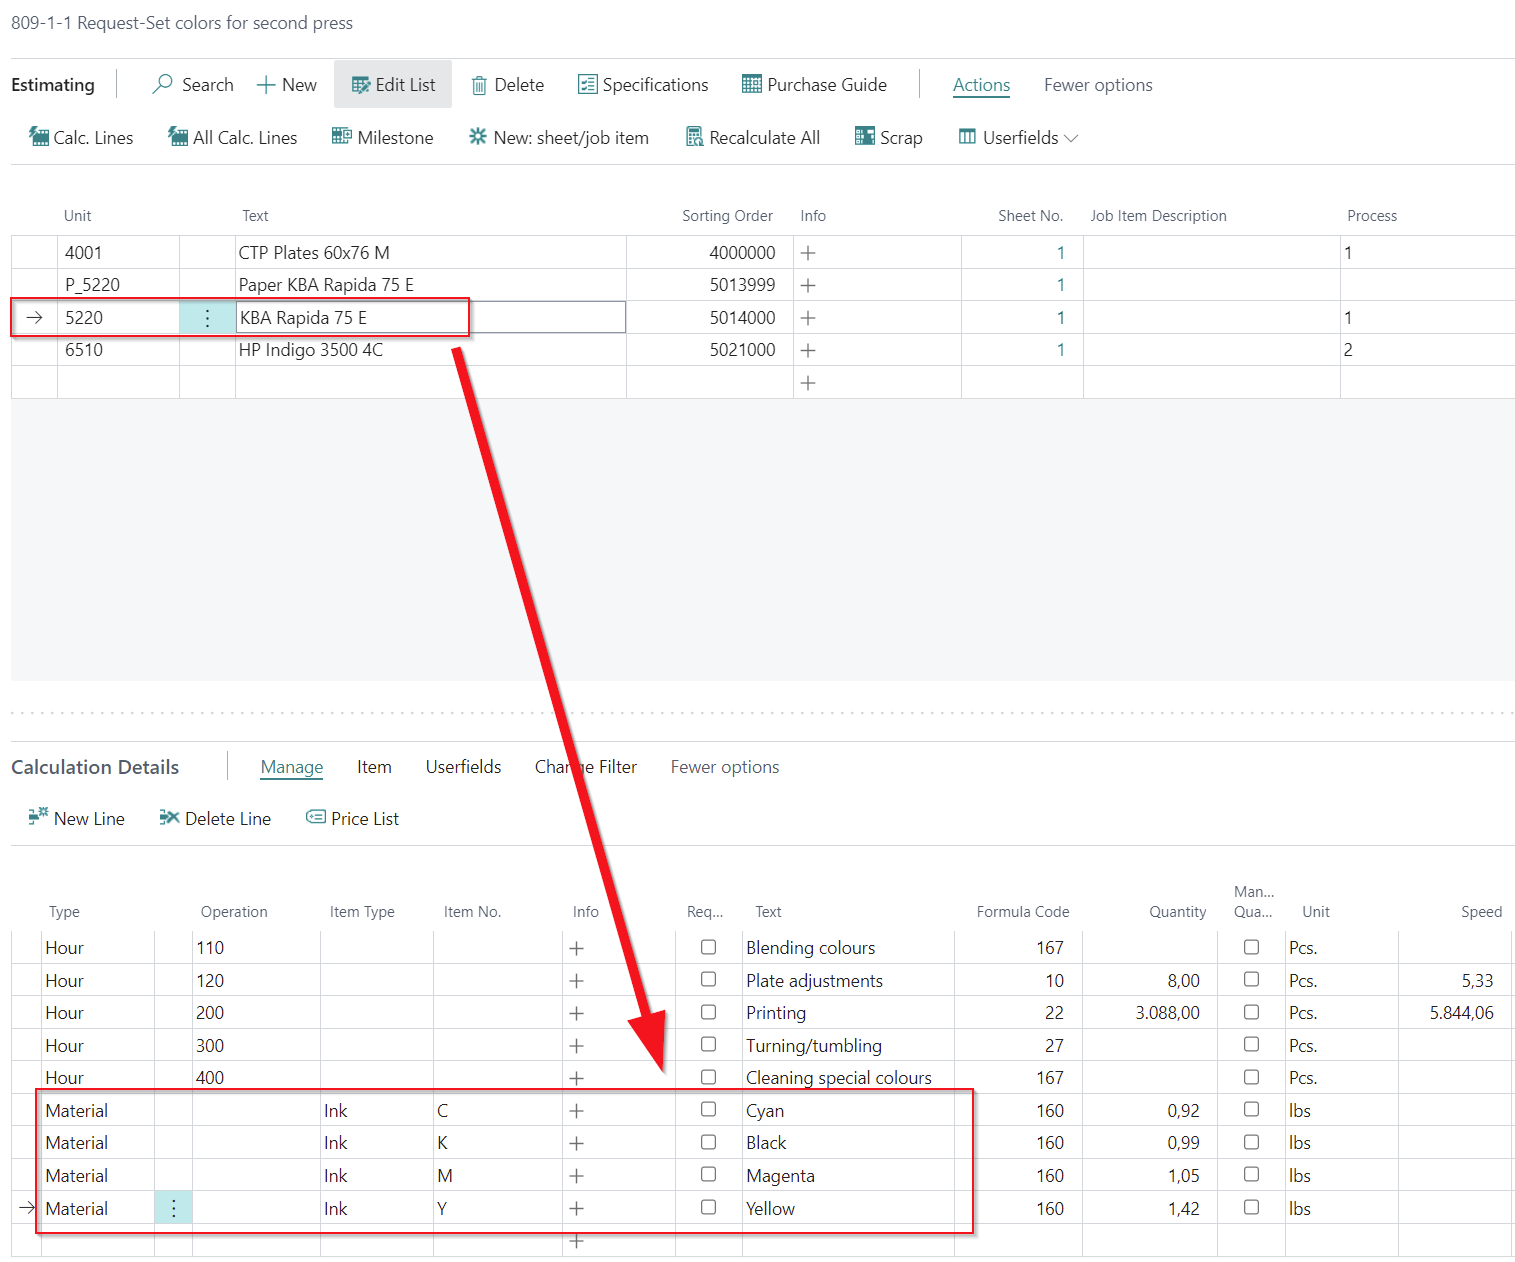 809-1-1 Request-Set colors for second press
Estimating Search New Edit List Delete Specifications Purchase Guide Actions Fewer options
Calc. Lines All Calc. Lines Milestone New: sheet/job item Recalculate All Scrap Userfields
Unit Text Sorting Order Info Sheet No. Job Item Description Process
4001 CTP Plates 60x76 M 4000000 + 1 1
P_5220 Paper KBA Rapida 75 E 5013999 + 1
5220 KBA Rapida 75 E 5014000 + 1 1
6510 HP Indigo 3500 4C 5021000 + 1 2
+
Calculation Details Manage Item Userfields Change Filter Fewer options
New Line Delete Line Price List
Type Operation Item Type Item No. Info Req... Text Formula Code Quantity Man... Qua... Unit Speed
Hour 110 + Blending colours 167 Pcs.
Hour 120 + Plate adjustments 10 8,00 Pcs. 5,33
Hour 200 + Printing 22 3.088,00 Pcs. 5.844,06
Hour 300 + Turning/tumbling 27 Pcs.
Hour 400 + Cleaning special colours 167 Pcs.
Material Ink C + Cyan 160 0,92 lbs
Material Ink K + Black 160 0,99 lbs
Material Ink M + Magenta 160 1,05 lbs
Material Ink Y + Yellow 160 1,42 lbs
+